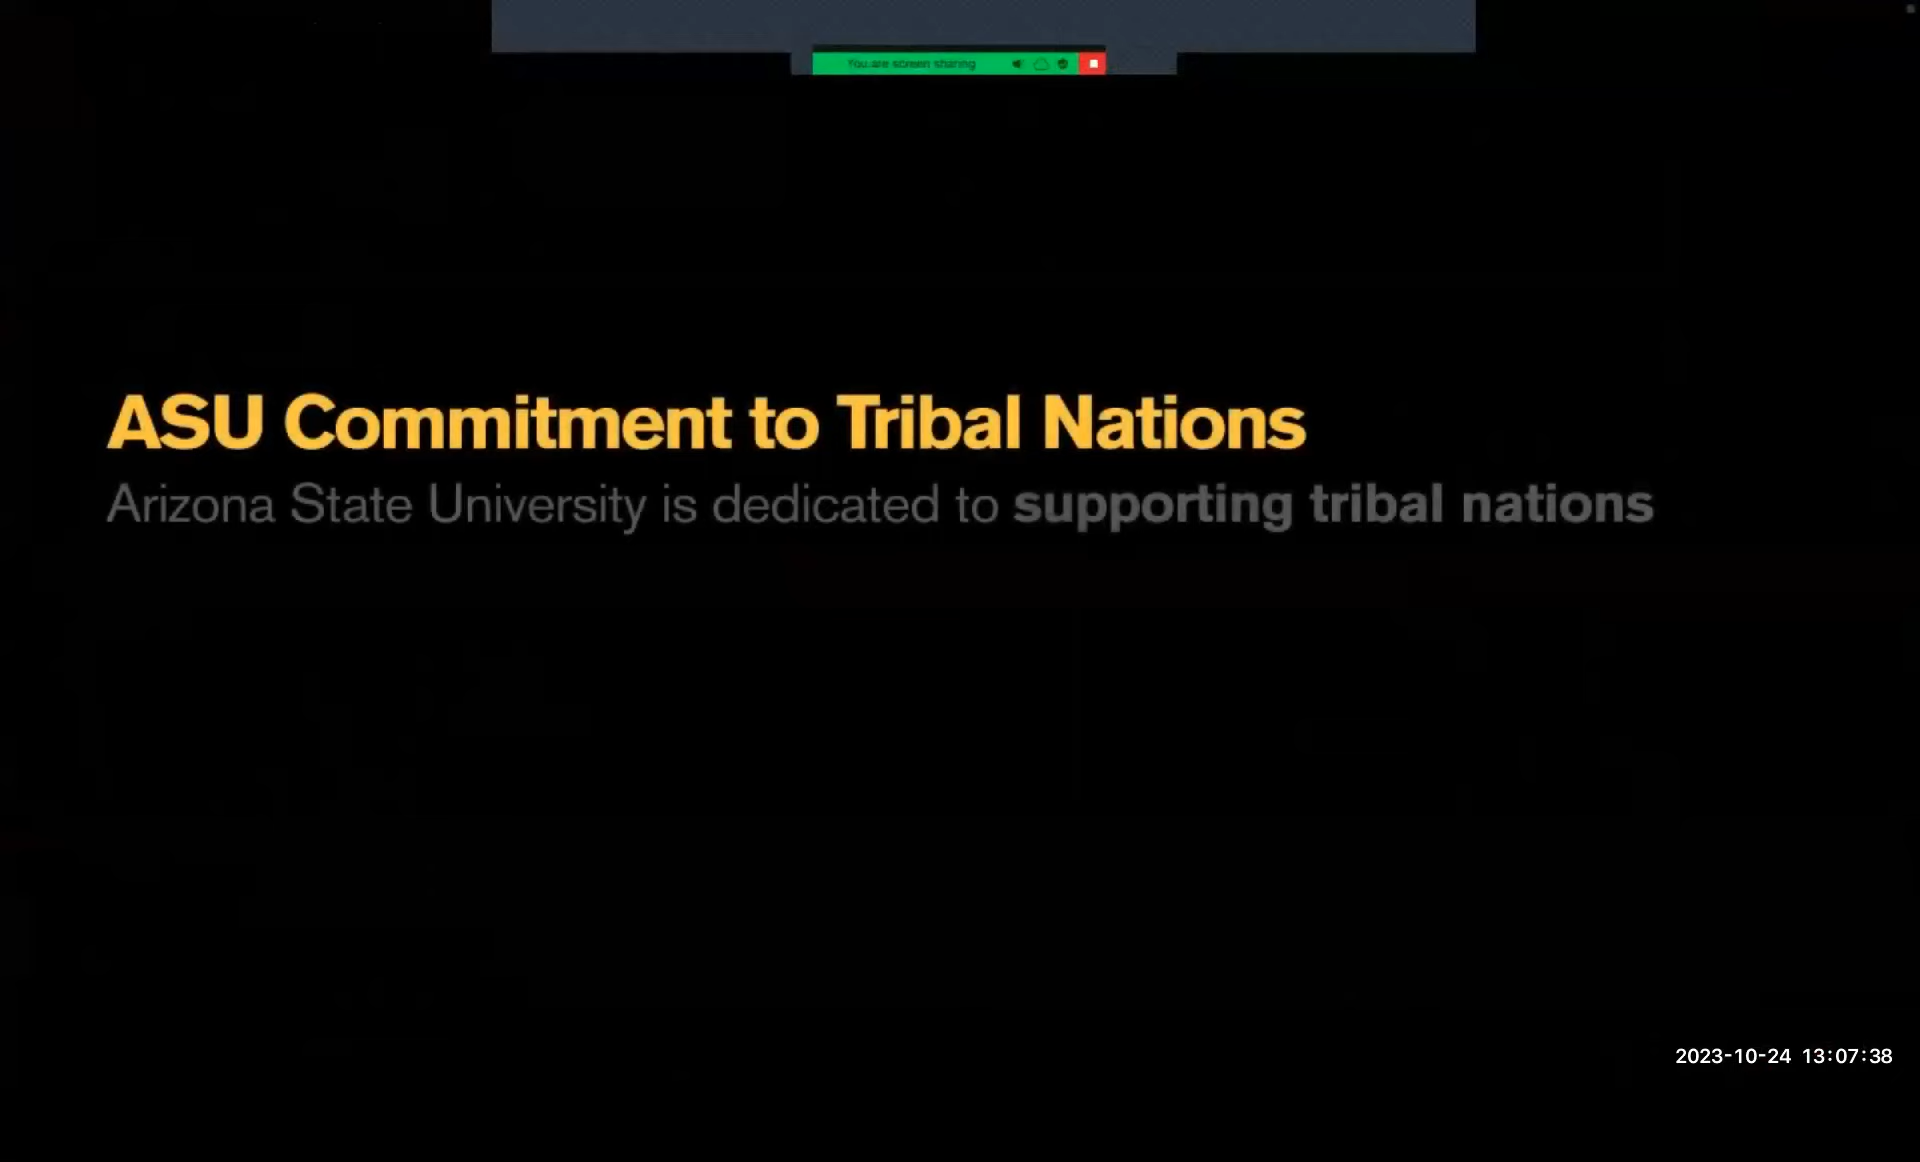 You are screen sharing
ASU Commitment to Tribal Nations
Arizona State University is dedicated to supporting tribal nations
2023-10-24 13:07:38